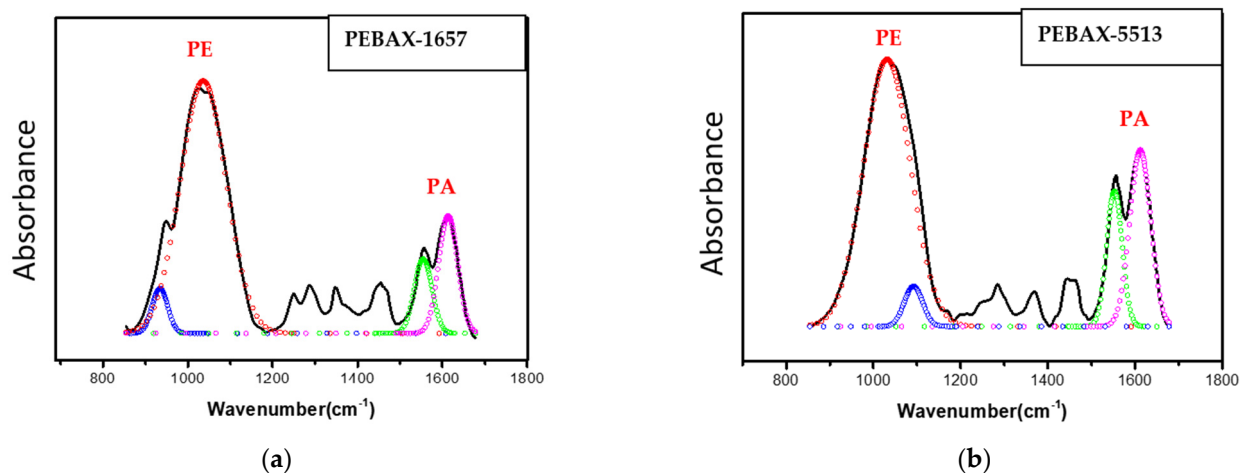 PEBAX-1657
PE
PA
Absorbance
800 1000 1200 1400 1600 1800
Wavenumber(cm-1)
(a)
PEBAX-5513
PE
PA
Absorbance
800 1000 1200 1400 1600 1800
Wavenumber(cm-1)
(b)